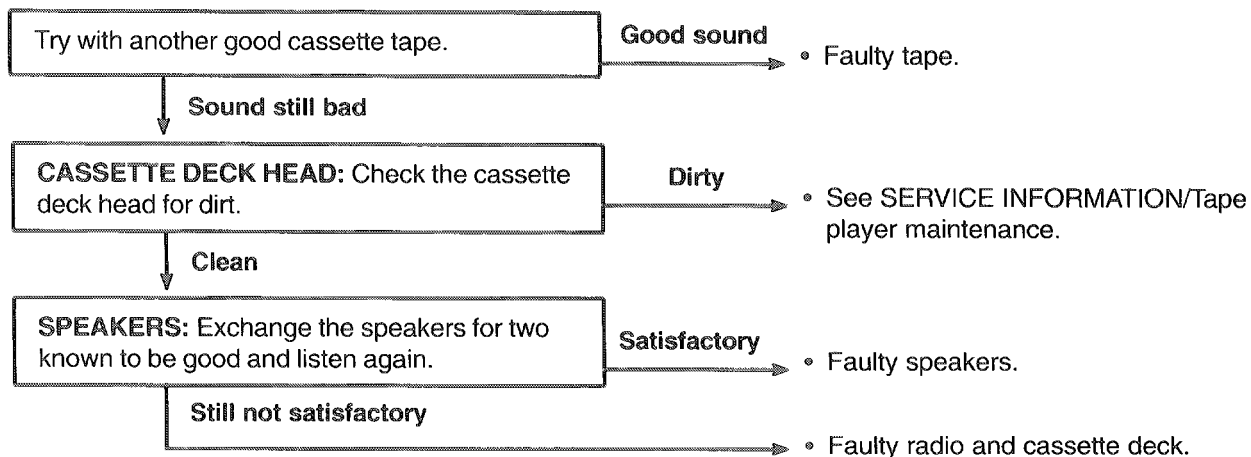 Try with another good cassette tape.
Good sound
• Faulty tape.
Sound still bad
CASSETTE DECK HEAD: Check the cassette
deck head for dirt.
Dirty
• See SERVICE INFORMATION/Tape
player maintenance.
Clean
SPEAKERS: Exchange the speakers for two
known to be good and listen again.
Satisfactory
• Faulty speakers.
Still not satisfactory
• Faulty radio and cassette deck.